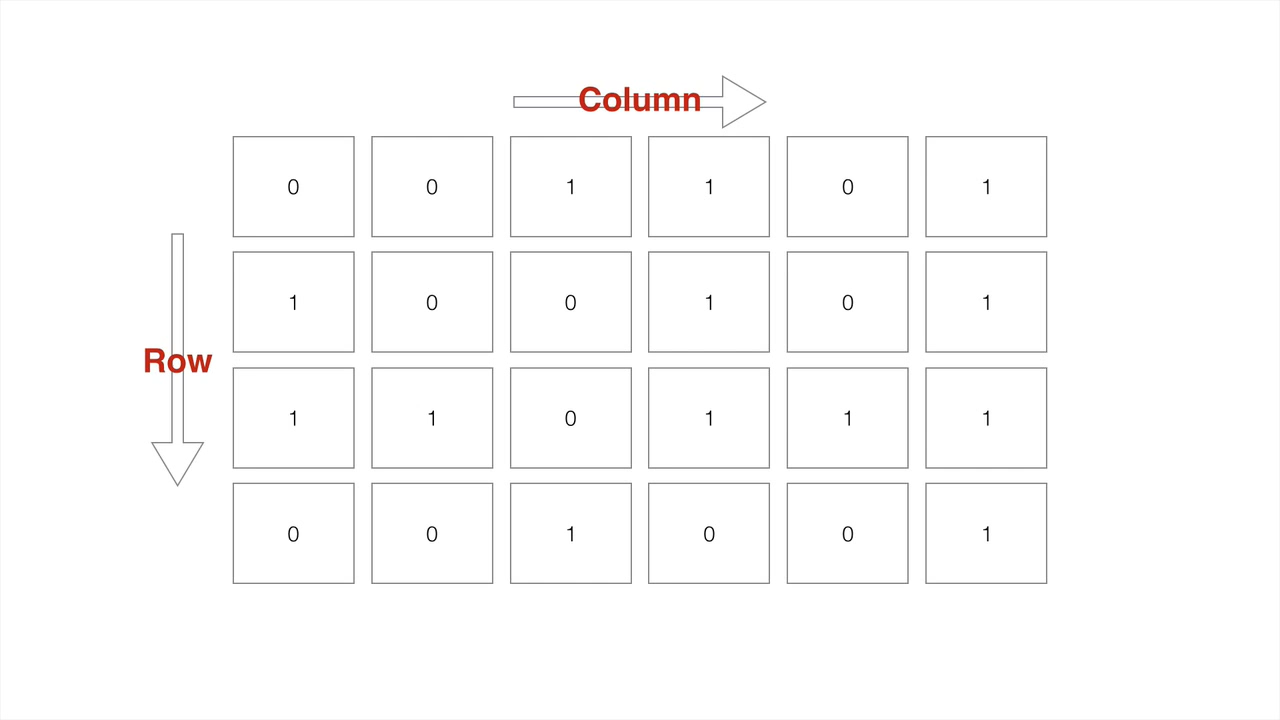 Column
0 0 1 1 0 1
1 0 0 1 0 1
Row
1 1 0 1 1 1
0 0 1 0 0 1